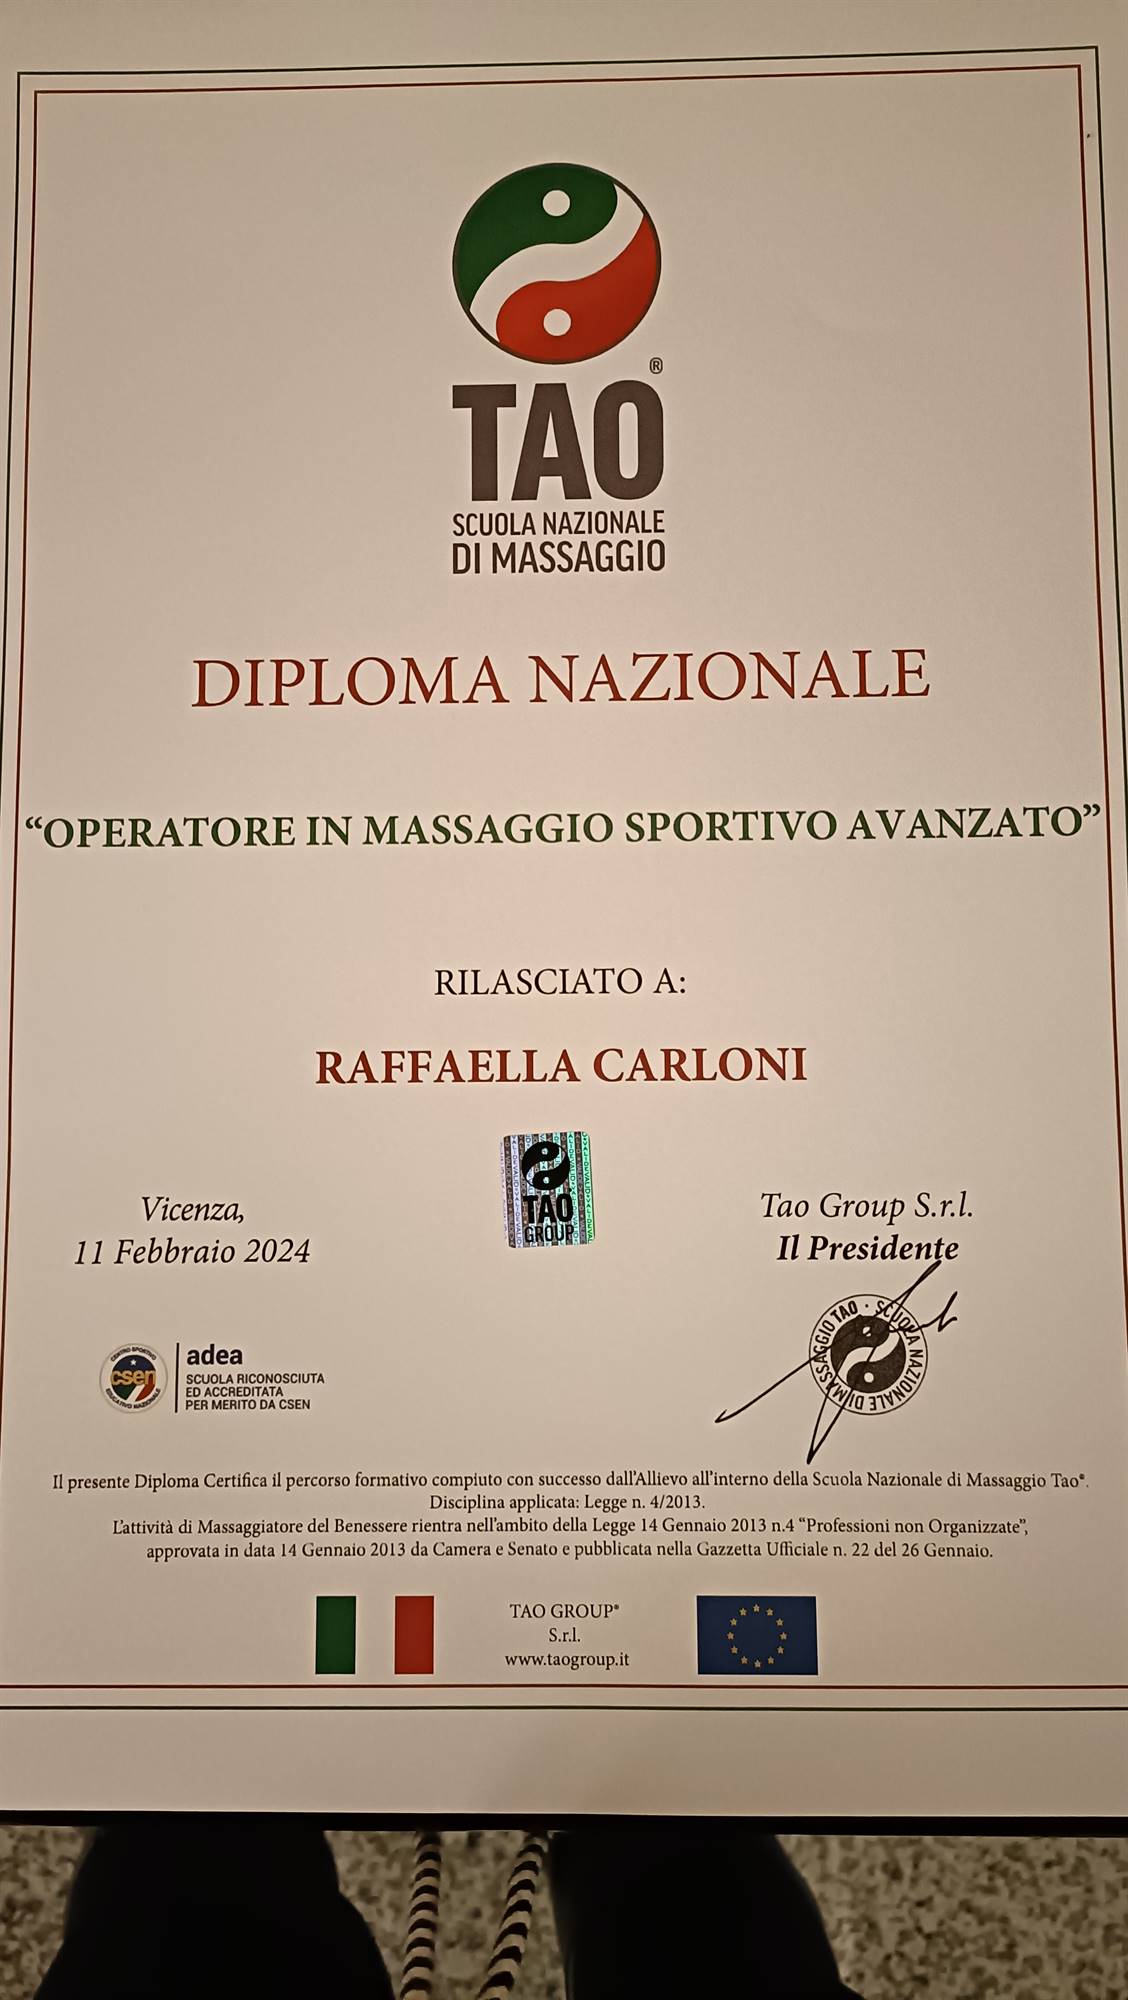 ®
TAO
SCUOLA NAZIONALE
DI MASSAGGIO
DIPLOMA NAZIONALE
“OPERATORE IN MASSAGGIO SPORTIVO AVANZATO”
RILASCIATO A:
RAFFAELLA CARLONI
TAO
GROUP
Vicenza,
11 Febbraio 2024
Tao Group S.r.l.
Il Presidente
SCUOLA NAZIONALE DI MASSAGGIO TAO ·
CENTRO SPORTIVO
csen
EDUCATIVO NAZIONALE
adea
SCUOLA RICONOSCIUTA
ED ACCREDITATA
PER MERITO DA CSEN
Il presente Diploma Certifica il percorso formativo compiuto con successo dall'Allievo all'interno della Scuola Nazionale di Massaggio Tao®.
Disciplina applicata: Legge n. 4/2013.
L'attività di Massaggiatore del Benessere rientra nell'ambito della Legge 14 Gennaio 2013 n.4 “Professioni non Organizzate”,
approvata in data 14 Gennaio 2013 da Camera e Senato e pubblicata nella Gazzetta Ufficiale n. 22 del 26 Gennaio.
TAO GROUP®
S.r.l.
www.taogroup.it